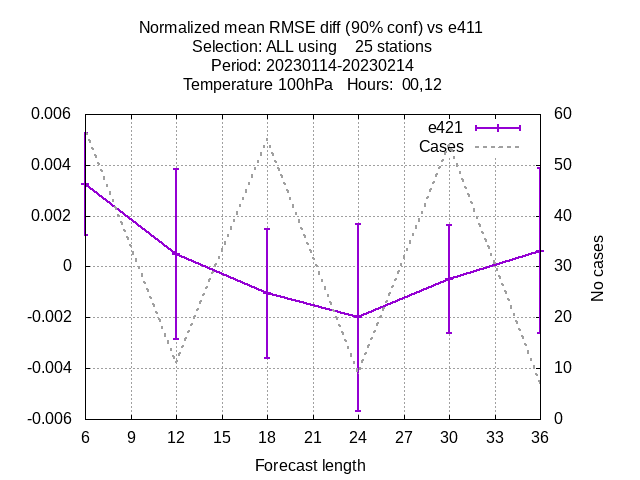 Normalized mean RMSE diff (90% conf) vs e411
Selection: ALL using    25 stations
Period: 20230114-20230214
Temperature 100hPa   Hours:  00,12
e421
Cases
0.006
0.004
0.002
0
-0.002
-0.004
-0.006
60
50
40
30
20
10
0
No cases
6 9 12 15 18 21 24 27 30 33 36
Forecast length